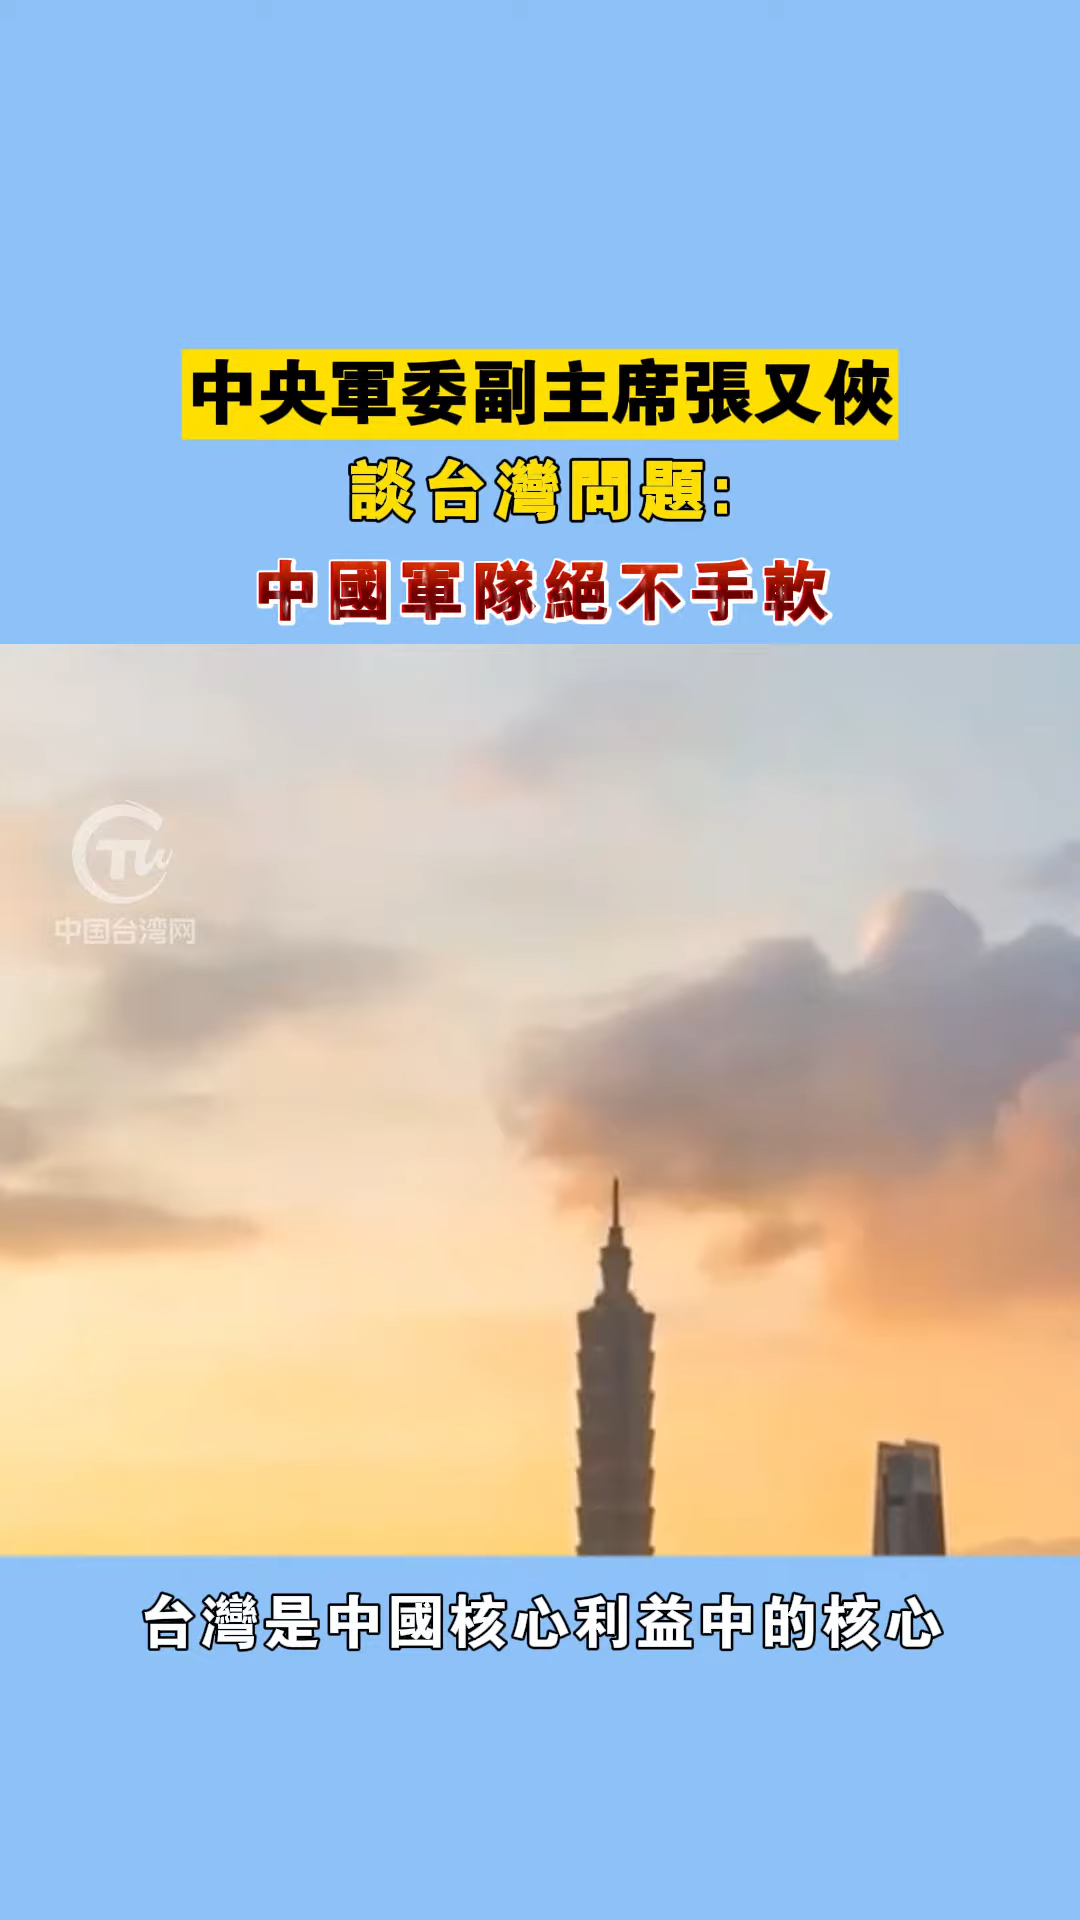 中央軍委副主席張又俠
談台灣問題:
中國軍隊絕不手軟
TW
中国台湾网
台灣是中國核心利益中的核心